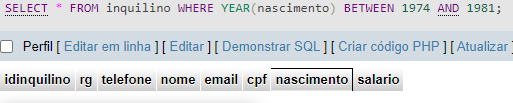 SELECT * FROM inquilino WHERE YEAR(nascimento) BETWEEN 1974 AND 1981;
Perfil [ Editar em linha ] [ Editar ] [ Demonstrar SQL ] [ Criar código PHP ] [ Atualizar
idinquilino rg telefone nome email cpf nascimento salario